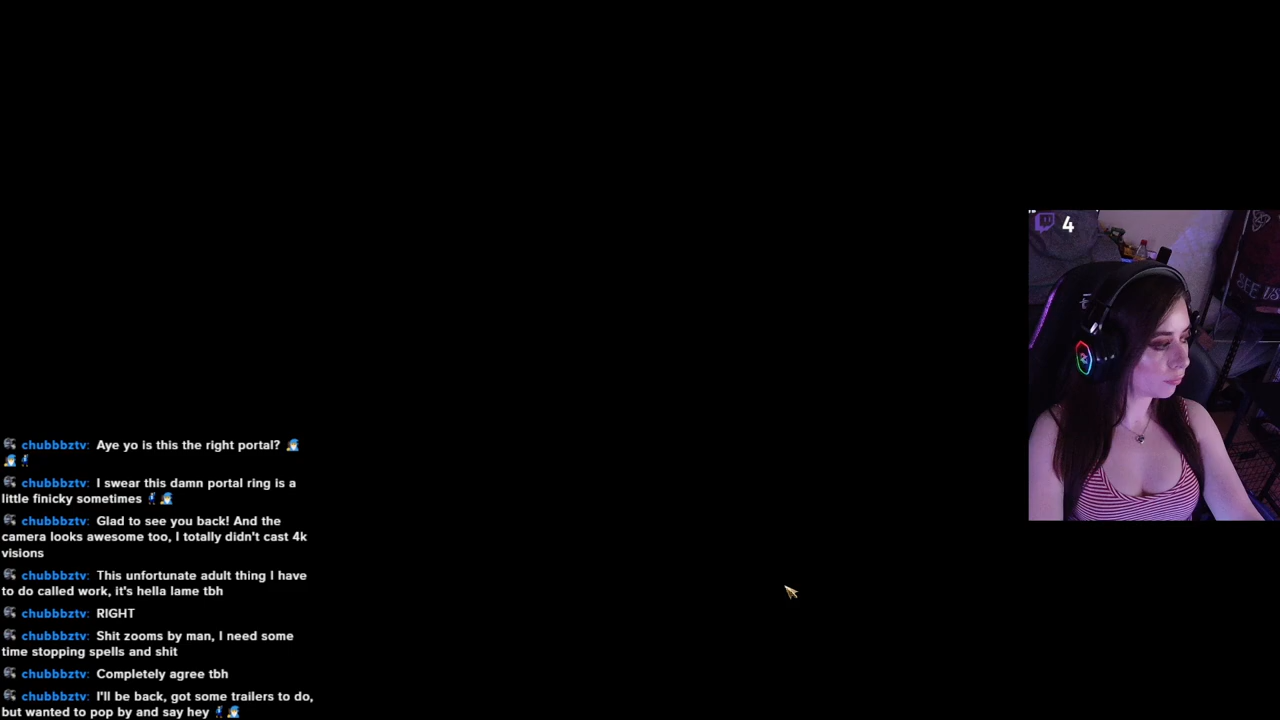 4
SEE US
chubbbztv: Aye yo is this the right portal?
chubbbztv: I swear this damn portal ring is a
little finicky sometimes
chubbbztv: Glad to see you back! And the
camera looks awesome too, I totally didn't cast 4k
visions
chubbbztv: This unfortunate adult thing I have
to do called work, it's hella lame tbh
chubbbztv: RIGHT
chubbbztv: Shit zooms by man, I need some
time stopping spells and shit
chubbbztv: Completely agree tbh
chubbbztv: I'll be back, got some trailers to do,
but wanted to pop by and say hey